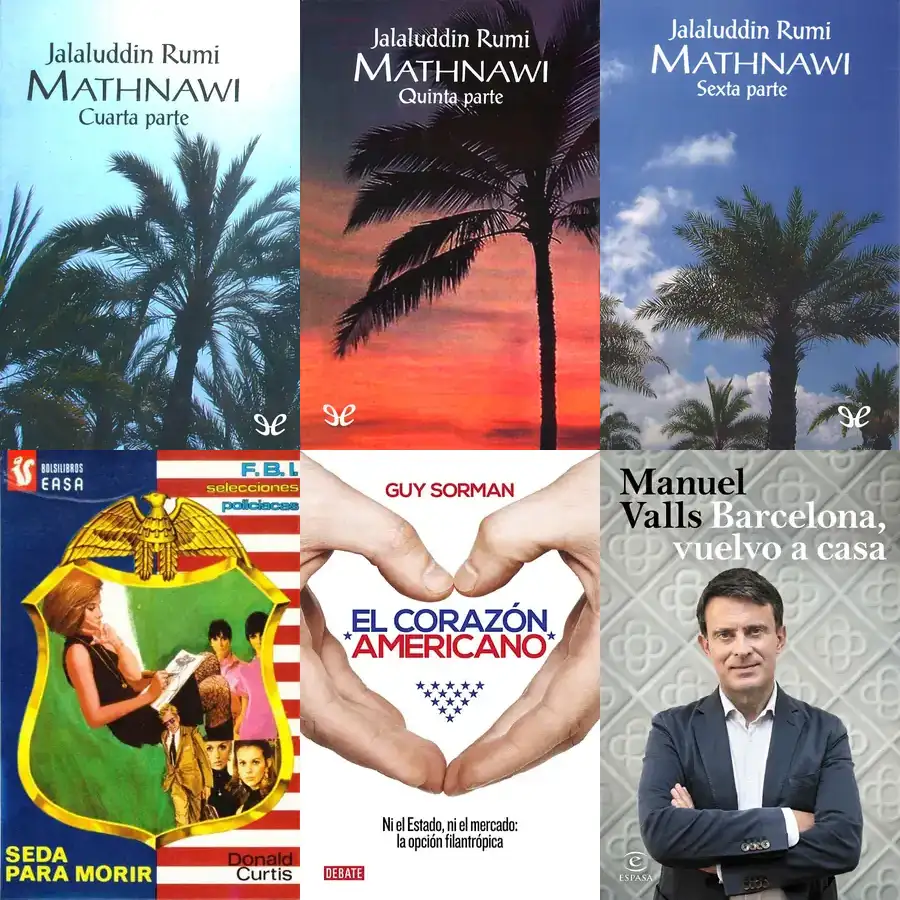 Jalaluddin Rumi
MATHNAWI
Cuarta parte
Jalaluddin Rumi
MATHNAWI
Quinta parte
Jalaluddin Rumi
MATHNAWI
Sexta parte
BOLSILIBROS
EASA
F.B.I.
selecciones
policiacas
SEDA
PARA MORIR
Donald
Curtis
GUY SORMAN
EL CORAZÓN
AMERICANO
Ni el Estado, ni el mercado:
la opción filantrópica
DEBATE
Manuel
Valls Barcelona,
vuelvo a casa
e
ESPASA